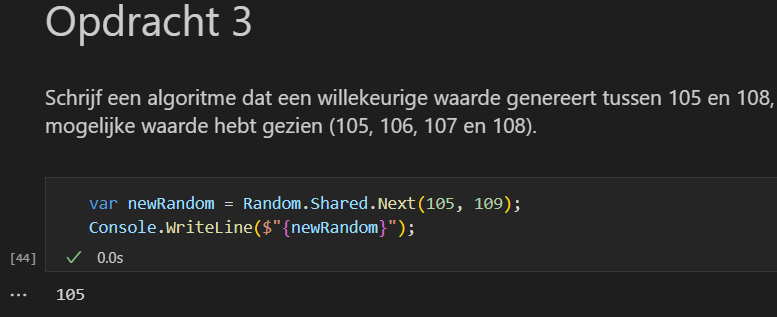 Opdracht 3
Schrijf een algoritme dat een willekeurige waarde genereert tussen 105 en 108,
mogelijke waarde hebt gezien (105, 106, 107 en 108).
var newRandom = Random.Shared.Next(105, 109);
Console.WriteLine($"{newRandom}");
[44] ✓ 0.0s
... 105